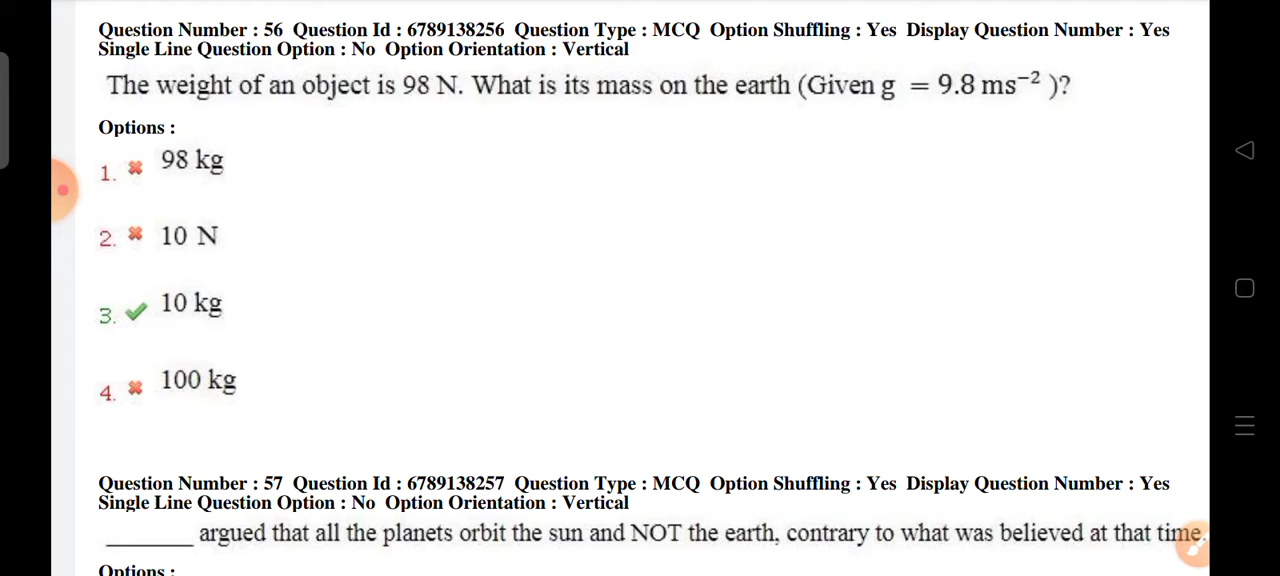 Question Number : 56 Question Id : 6789138256 Question Type : MCQ Option Shuffling : Yes Display Question Number : Yes
Single Line Question Option : No Option Orientation : Vertical
The weight of an object is 98 N. What is its mass on the earth (Given g = 9.8 ms⁻² )?
Options :
1. 98 kg
2. 10 N
3. 10 kg
4. 100 kg
Question Number : 57 Question Id : 6789138257 Question Type : MCQ Option Shuffling : Yes Display Question Number : Yes
Single Line Question Option : No Option Orientation : Vertical
_______ argued that all the planets orbit the sun and NOT the earth, contrary to what was believed at that time.
Options :